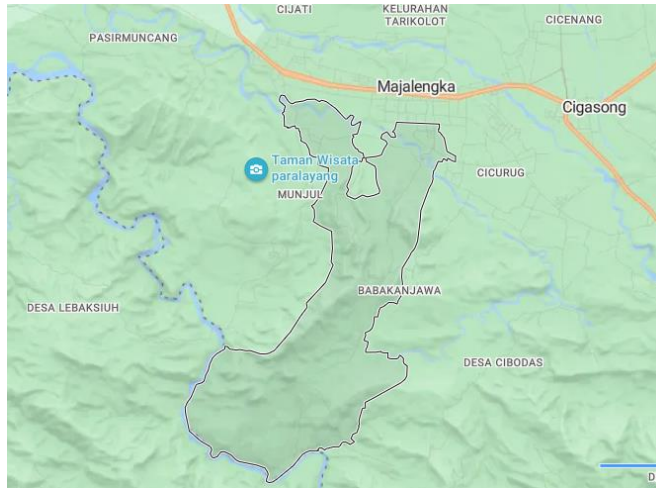 CIJATI
KELURAHAN
TARIKOLOT
CICENANG
PASIRMUNCANG
Majalengka
Cigasong
Taman Wisata
paralayang
CICURUG
MUNJUL
BABAKANJAWA
DESA LEBAKSIUH
DESA CIBODAS
D